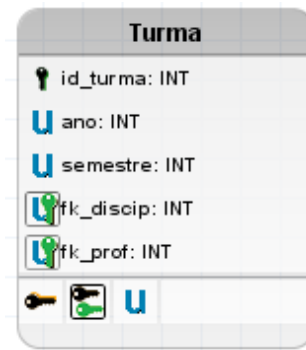 Turma
id_turma: INT
U ano: INT
U semestre: INT
U fk_discip: INT
U fk_prof: INT
U